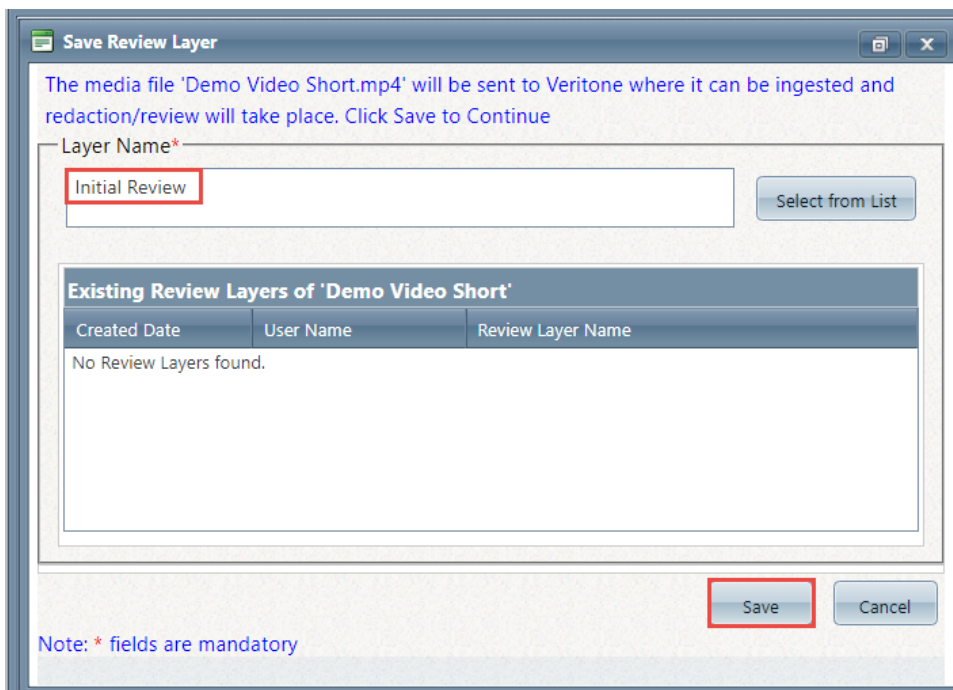 Save Review Layer
The media file 'Demo Video Short.mp4' will be sent to Veritone where it can be ingested and
redaction/review will take place. Click Save to Continue
Layer Name*
Initial Review
Select from List
Existing Review Layers of 'Demo Video Short'
Created Date User Name Review Layer Name
No Review Layers found.
Save Cancel
Note: * fields are mandatory